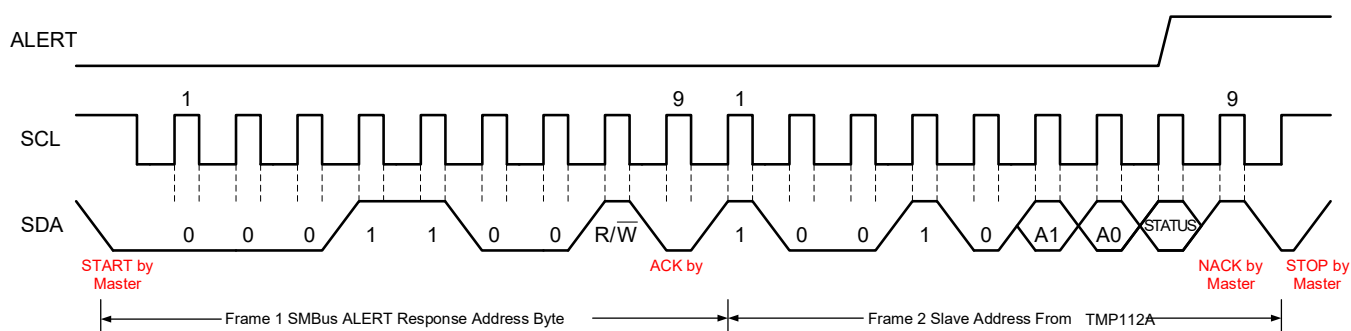 ALERT
1 9 1 9
SCL
SDA
0 0 0 1 1 0 0 R/W̅ 1 0 0 1 0 A1 A0 STATUS
START by
Master
ACK by
NACK by
Master
STOP by
Master
Frame 1 SMBus ALERT Response Address Byte
Frame 2 Slave Address From TMP112A